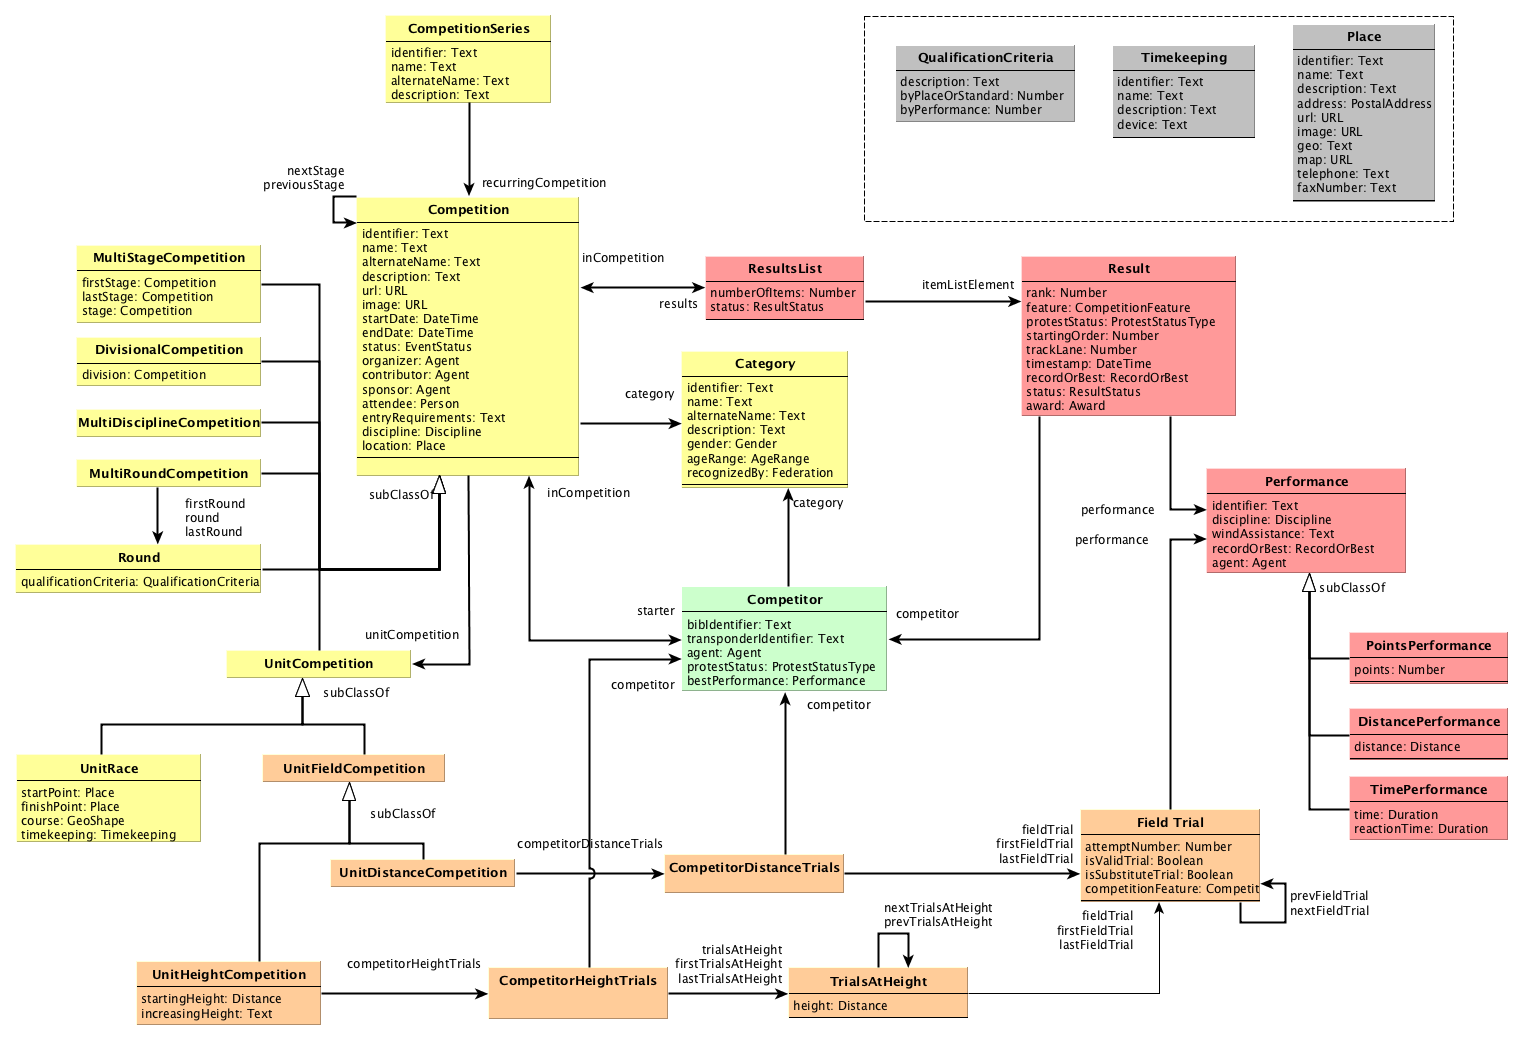 CompetitionSeries
identifier: Text
name: Text
alternateName: Text
description: Text
QualificationCriteria
description: Text
byPlaceOrStandard: Number
byPerformance: Number
Timekeeping
identifier: Text
name: Text
description: Text
device: Text
Place
identifier: Text
name: Text
description: Text
address: PostalAddress
url: URL
image: URL
geo: Text
map: URL
telephone: Text
faxNumber: Text
nextStage
previousStage
recurringCompetition
Competition
identifier: Text
name: Text
alternateName: Text
description: Text
url: URL
image: URL
startDate: DateTime
endDate: DateTime
status: EventStatus
organizer: Agent
contributor: Agent
sponsor: Agent
attendee: Person
entryRequirements: Text
discipline: Discipline
location: Place
MultiStageCompetition
firstStage: Competition
lastStage: Competition
stage: Competition
DivisionalCompetition
division: Competition
MultiDisciplineCompetition
MultiRoundCompetition
firstRound
round
lastRound
Round
qualificationCriteria: QualificationCriteria
inCompetition
results
ResultsList
numberOfItems: Number
status: ResultStatus
itemListElement
Result
rank: Number
feature: CompetitionFeature
protestStatus: ProtestStatusType
startingOrder: Number
trackLane: Number
timestamp: DateTime
recordOrBest: RecordOrBest
status: ResultStatus
award: Award
category
Category
identifier: Text
name: Text
alternateName: Text
description: Text
gender: Gender
ageRange: AgeRange
recognizedBy: Federation
subClassOf
inCompetition
category
performance
performance
Performance
identifier: Text
discipline: Discipline
windAssistance: Text
recordOrBest: RecordOrBest
agent: Agent
subClassOf
starter
competitor
Competitor
bibIdentifier: Text
transponderIdentifier: Text
agent: Agent
protestStatus: ProtestStatusType
bestPerformance: Performance
competitor
competitor
unitCompetition
UnitCompetition
subClassOf
PointsPerformance
points: Number
DistancePerformance
distance: Distance
TimePerformance
time: Duration
reactionTime: Duration
UnitRace
startPoint: Place
finishPoint: Place
course: GeoShape
timekeeping: Timekeeping
UnitFieldCompetition
subClassOf
UnitDistanceCompetition
competitorDistanceTrials
CompetitorDistanceTrials
fieldTrial
firstFieldTrial
lastFieldTrial
Field Trial
attemptNumber: Number
isValidTrial: Boolean
isSubstituteTrial: Boolean
competitionFeature: Competit
prevFieldTrial
nextFieldTrial
fieldTrial
firstFieldTrial
lastFieldTrial
nextTrialsAtHeight
prevTrialsAtHeight
UnitHeightCompetition
startingHeight: Distance
increasingHeight: Text
competitorHeightTrials
CompetitorHeightTrials
trialsAtHeight
firstTrialsAtHeight
lastTrialsAtHeight
TrialsAtHeight
height: Distance